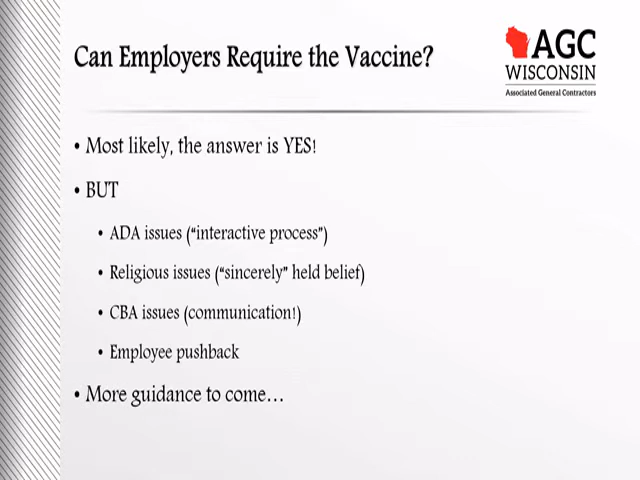 Can Employers Require the Vaccine?
AGC
WISCONSIN
Associated General Contractors
• Most likely, the answer is YES!
• BUT
• ADA issues (“interactive process”)
• Religious issues (“sincerely” held belief)
• CBA issues (communication!)
• Employee pushback
• More guidance to come…